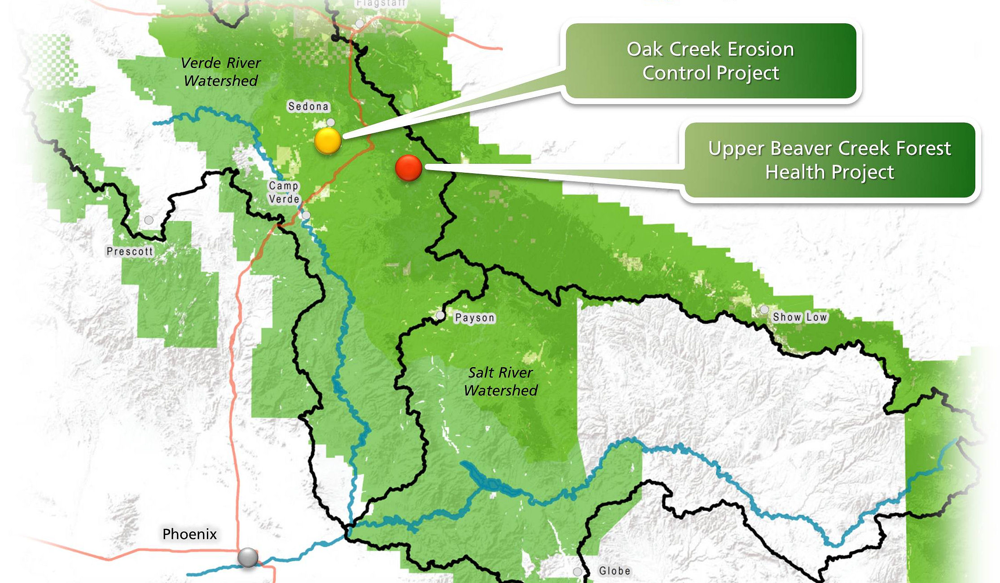 Flagstaff
Oak Creek Erosion
Control Project
Verde River
Watershed
Sedona
Upper Beaver Creek Forest
Health Project
Camp
Verde
Prescott
Payson
Show Low
Salt River
Watershed
Phoenix
Globe